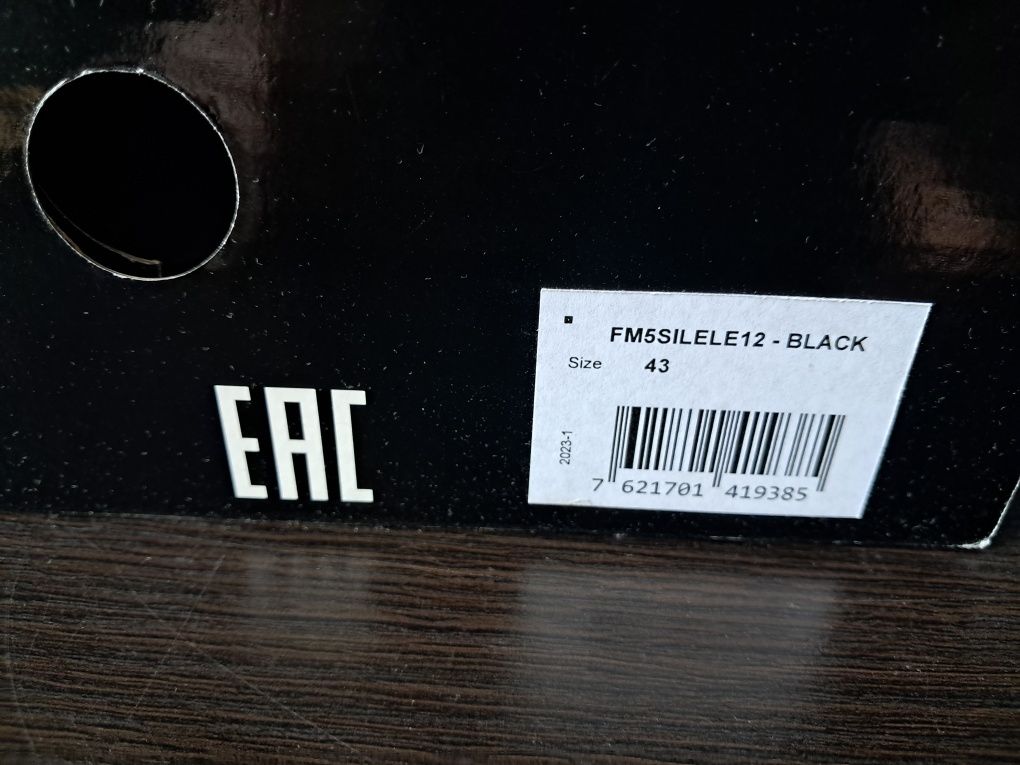 FM5SILELE12 - BLACK
Size 43
2023-1
7 621701 419385
EAC